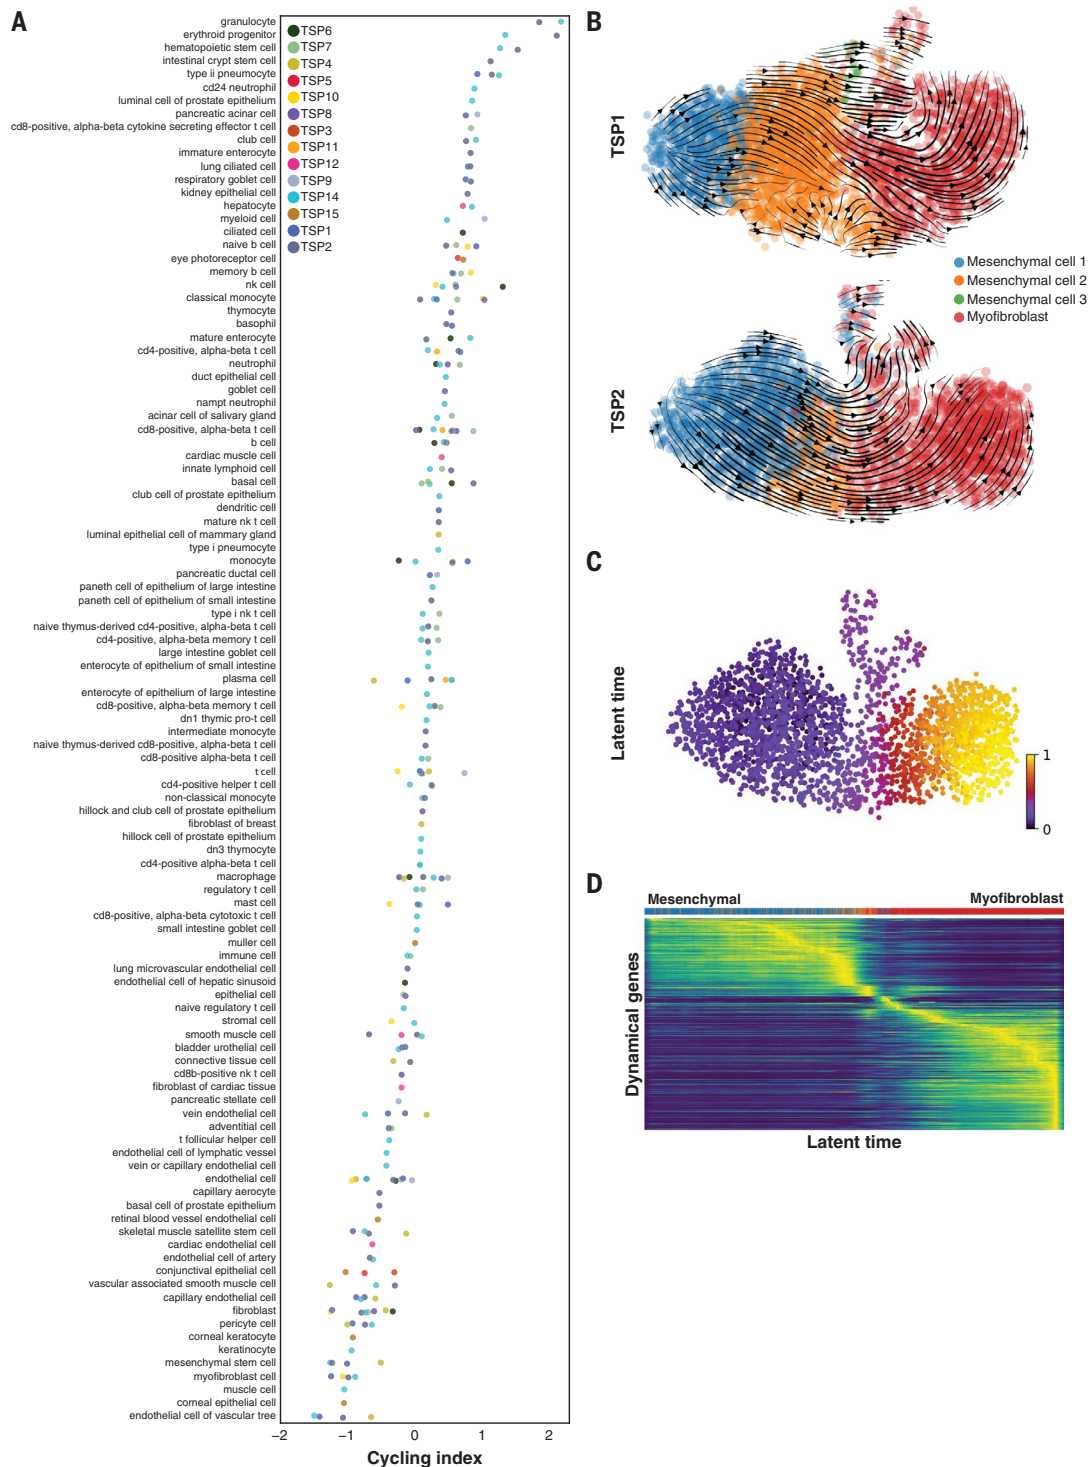 A
granulocyte
erythroid progenitor
hematopoietic stem cell
intestinal crypt stem cell
type ii pneumocyte
cd24 neutrophil
luminal cell of prostate epithelium
pancreatic acinar cell
cd8-positive, alpha-beta cytokine secreting effector t cell
club cell
immature enterocyte
lung ciliated cell
respiratory goblet cell
kidney epithelial cell
hepatocyte
myeloid cell
ciliated cell
naive b cell
eye photoreceptor cell
memory b cell
nk cell
classical monocyte
thymocyte
basophil
mature enterocyte
cd4-positive, alpha-beta t cell
neutrophil
duct epithelial cell
goblet cell
nampt neutrophil
acinar cell of salivary gland
cd8-positive, alpha-beta t cell
b cell
cardiac muscle cell
innate lymphoid cell
basal cell
club cell of prostate epithelium
dendritic cell
mature nk t cell
luminal epithelial cell of mammary gland
type i pneumocyte
monocyte
pancreatic ductal cell
paneth cell of epithelium of large intestine
paneth cell of epithelium of small intestine
type i nk t cell
naive thymus-derived cd4-positive, alpha-beta t cell
cd4-positive, alpha-beta memory t cell
large intestine goblet cell
enterocyte of epithelium of small intestine
plasma cell
enterocyte of epithelium of large intestine
cd8-positive, alpha-beta memory t cell
dn1 thymic pro-t cell
intermediate monocyte
naive thymus-derived cd8-positive, alpha-beta t cell
cd8-positive alpha-beta t cell
t cell
cd4-positive helper t cell
non-classical monocyte
hillock and club cell of prostate epithelium
fibroblast of breast
hillock cell of prostate epithelium
dn3 thymocyte
cd4-positive alpha-beta t cell
macrophage
regulatory t cell
mast cell
cd8-positive, alpha-beta cytotoxic t cell
small intestine goblet cell
muller cell
immune cell
lung microvascular endothelial cell
endothelial cell of hepatic sinusoid
epithelial cell
naive regulatory t cell
stromal cell
smooth muscle cell
bladder urothelial cell
connective tissue cell
cd8b-positive nk t cell
fibroblast of cardiac tissue
pancreatic stellate cell
vein endothelial cell
adventitial cell
t follicular helper cell
endothelial cell of lymphatic vessel
vein or capillary endothelial cell
endothelial cell
capillary aerocyte
basal cell of prostate epithelium
retinal blood vessel endothelial cell
skeletal muscle satellite stem cell
cardiac endothelial cell
endothelial cell of artery
conjunctival epithelial cell
vascular associated smooth muscle cell
capillary endothelial cell
fibroblast
pericyte cell
corneal keratocyte
keratinocyte
mesenchymal stem cell
myofibroblast cell
muscle cell
corneal epithelial cell
endothelial cell of vascular tree
TSP6
TSP7
TSP4
TSP5
TSP10
TSP8
TSP3
TSP11
TSP12
TSP9
TSP14
TSP15
TSP1
TSP2
−2 −1 0 1 2
Cycling index
B
TSP1
Mesenchymal cell 1
Mesenchymal cell 2
Mesenchymal cell 3
Myofibroblast
TSP2
C
Latent time
1
0
D
Mesenchymal Myofibroblast
Dynamical genes
Latent time